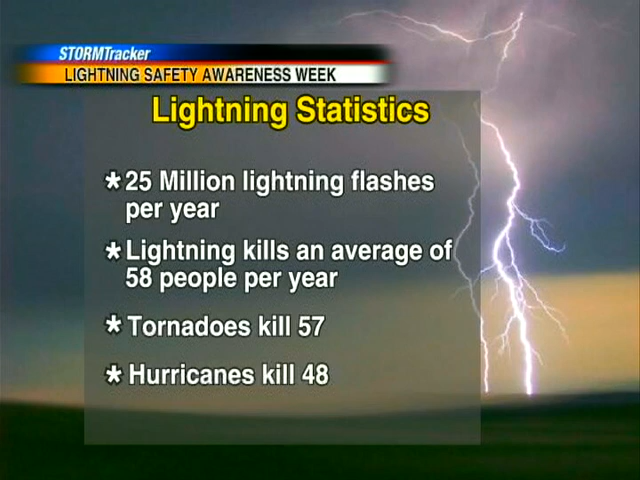 STORMTracker
LIGHTNING SAFETY AWARENESS WEEK
Lightning Statistics
* 25 Million lightning flashes
per year
* Lightning kills an average of
58 people per year
* Tornadoes kill 57
* Hurricanes kill 48